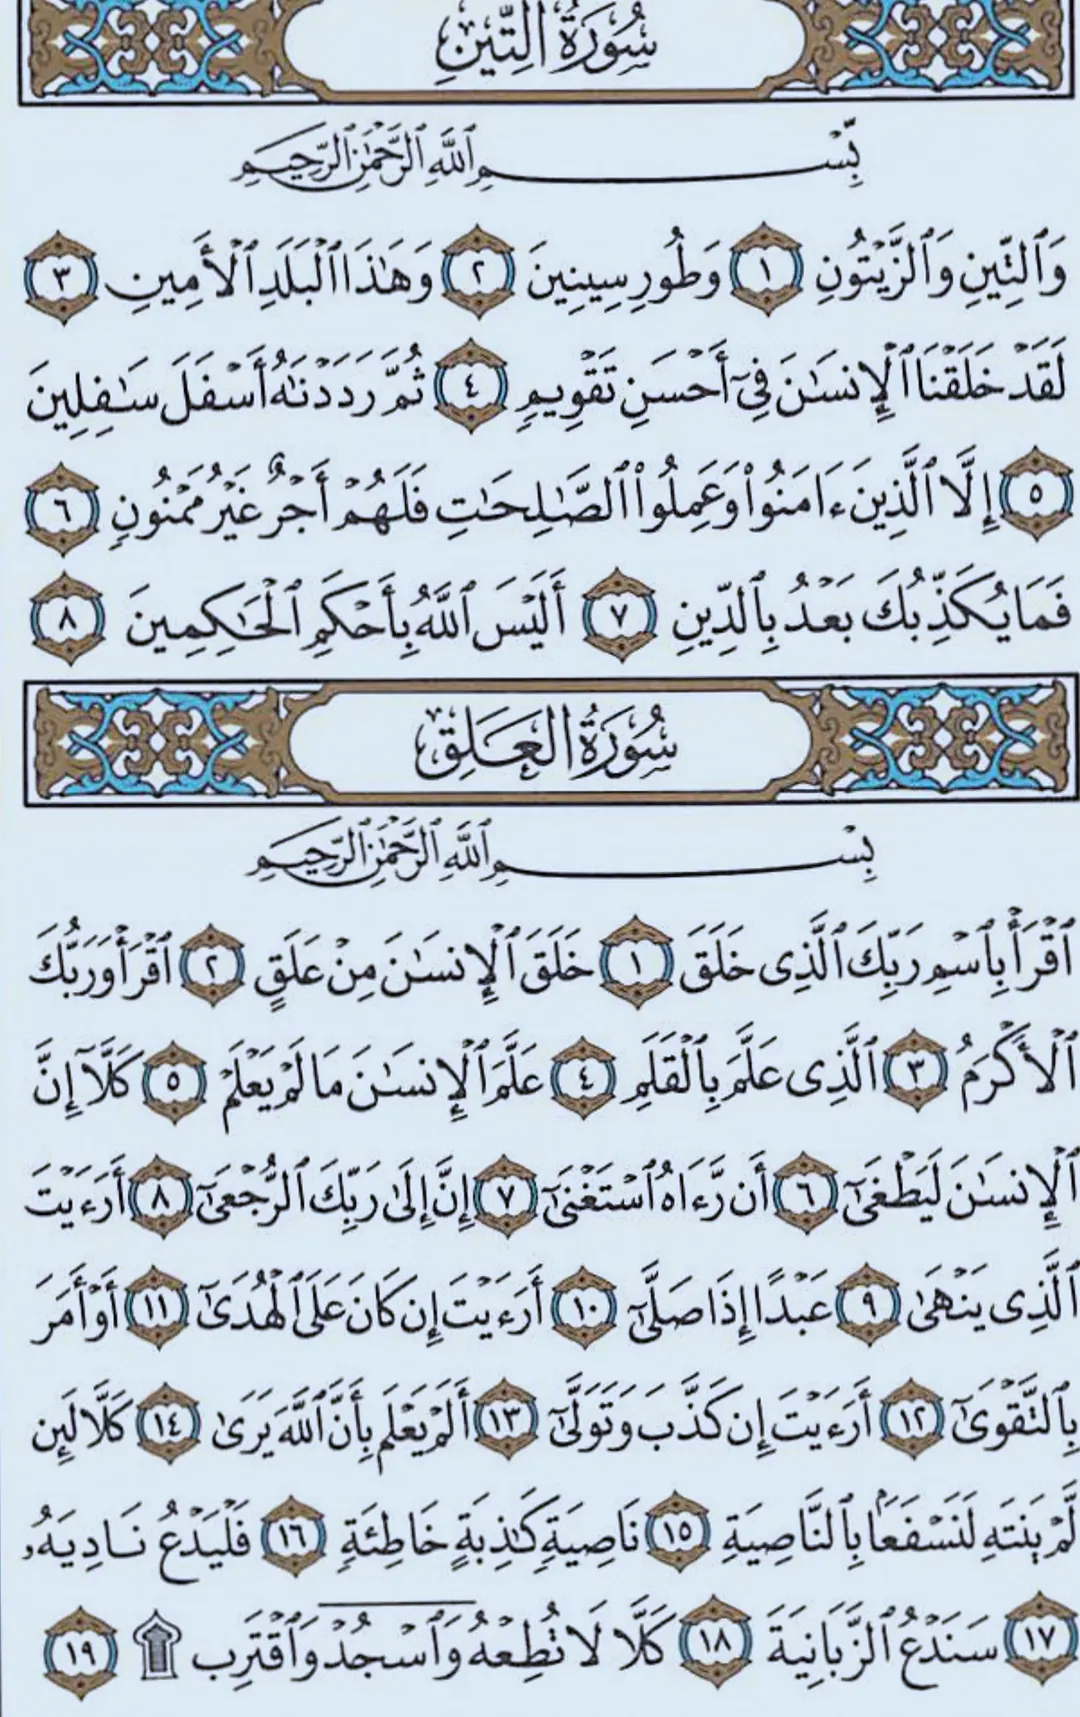 سُورَةُ التِّينِ
بِّسْمِ ٱللَّهِ ٱلرَّحْمَٰنِ ٱلرَّحِيمِ
وَٱلتِّينِ وَٱلزَّيْتُونِ ١ وَطُورِ سِينِينَ ٢ وَهَٰذَا ٱلْبَلَدِ ٱلْأَمِينِ ٣
لَقَدْ خَلَقْنَا ٱلْإِنسَٰنَ فِىٓ أَحْسَنِ تَقْوِيمٍ ٤ ثُمَّ رَدَدْنَٰهُ أَسْفَلَ سَٰفِلِينَ
٥ إِلَّا ٱلَّذِينَ ءَامَنُوا۟ وَعَمِلُوا۟ ٱلصَّٰلِحَٰتِ فَلَهُمْ أَجْرٌ غَيْرُ مَمْنُونٍ ٦
فَمَا يُكَذِّبُكَ بَعْدُ بِٱلدِّينِ ٧ أَلَيْسَ ٱللَّهُ بِأَحْكَمِ ٱلْحَٰكِمِينَ ٨
سُورَةُ العَلَقِ
بِسْمِ ٱللَّهِ ٱلرَّحْمَٰنِ ٱلرَّحِيمِ
ٱقْرَأْ بِٱسْمِ رَبِّكَ ٱلَّذِى خَلَقَ ١ خَلَقَ ٱلْإِنسَٰنَ مِنْ عَلَقٍ ٢ ٱقْرَأْ وَرَبُّكَ
ٱلْأَكْرَمُ ٣ ٱلَّذِى عَلَّمَ بِٱلْقَلَمِ ٤ عَلَّمَ ٱلْإِنسَٰنَ مَا لَمْ يَعْلَمْ ٥ كَلَّآ إِنَّ
ٱلْإِنسَٰنَ لَيَطْغَىٰٓ ٦ أَن رَّءَاهُ ٱسْتَغْنَىٰٓ ٧ إِنَّ إِلَىٰ رَبِّكَ ٱلرُّجْعَىٰٓ ٨ أَرَءَيْتَ
ٱلَّذِى يَنْهَىٰ ٩ عَبْدًا إِذَا صَلَّىٰٓ ١٠ أَرَءَيْتَ إِن كَانَ عَلَى ٱلْهُدَىٰٓ ١١ أَوْ أَمَرَ
بِٱلتَّقْوَىٰٓ ١٢ أَرَءَيْتَ إِن كَذَّبَ وَتَوَلَّىٰٓ ١٣ أَلَمْ يَعْلَم بِأَنَّ ٱللَّهَ يَرَىٰ ١٤ كَلَّا لَئِن
لَّمْ يَنتَهِ لَنَسْفَعًۢا بِٱلنَّاصِيَةِ ١٥ نَاصِيَةٍ كَٰذِبَةٍ خَاطِئَةٍ ١٦ فَلْيَدْعُ نَادِيَهُۥ
١٧ سَنَدْعُ ٱلزَّبَانِيَةَ ١٨ كَلَّا لَا تُطِعْهُ وَٱسْجُدْ وَٱقْتَرِب ۩ ١٩